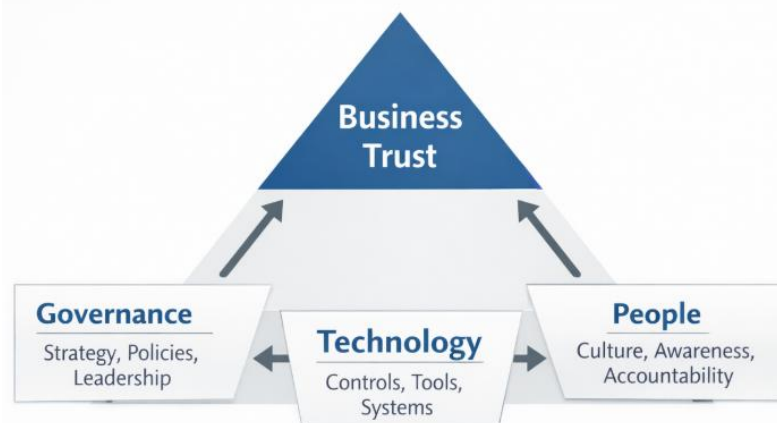 Business
Trust
Governance
Strategy, Policies,
Leadership
Technology
Controls, Tools,
Systems
People
Culture, Awareness,
Accountability